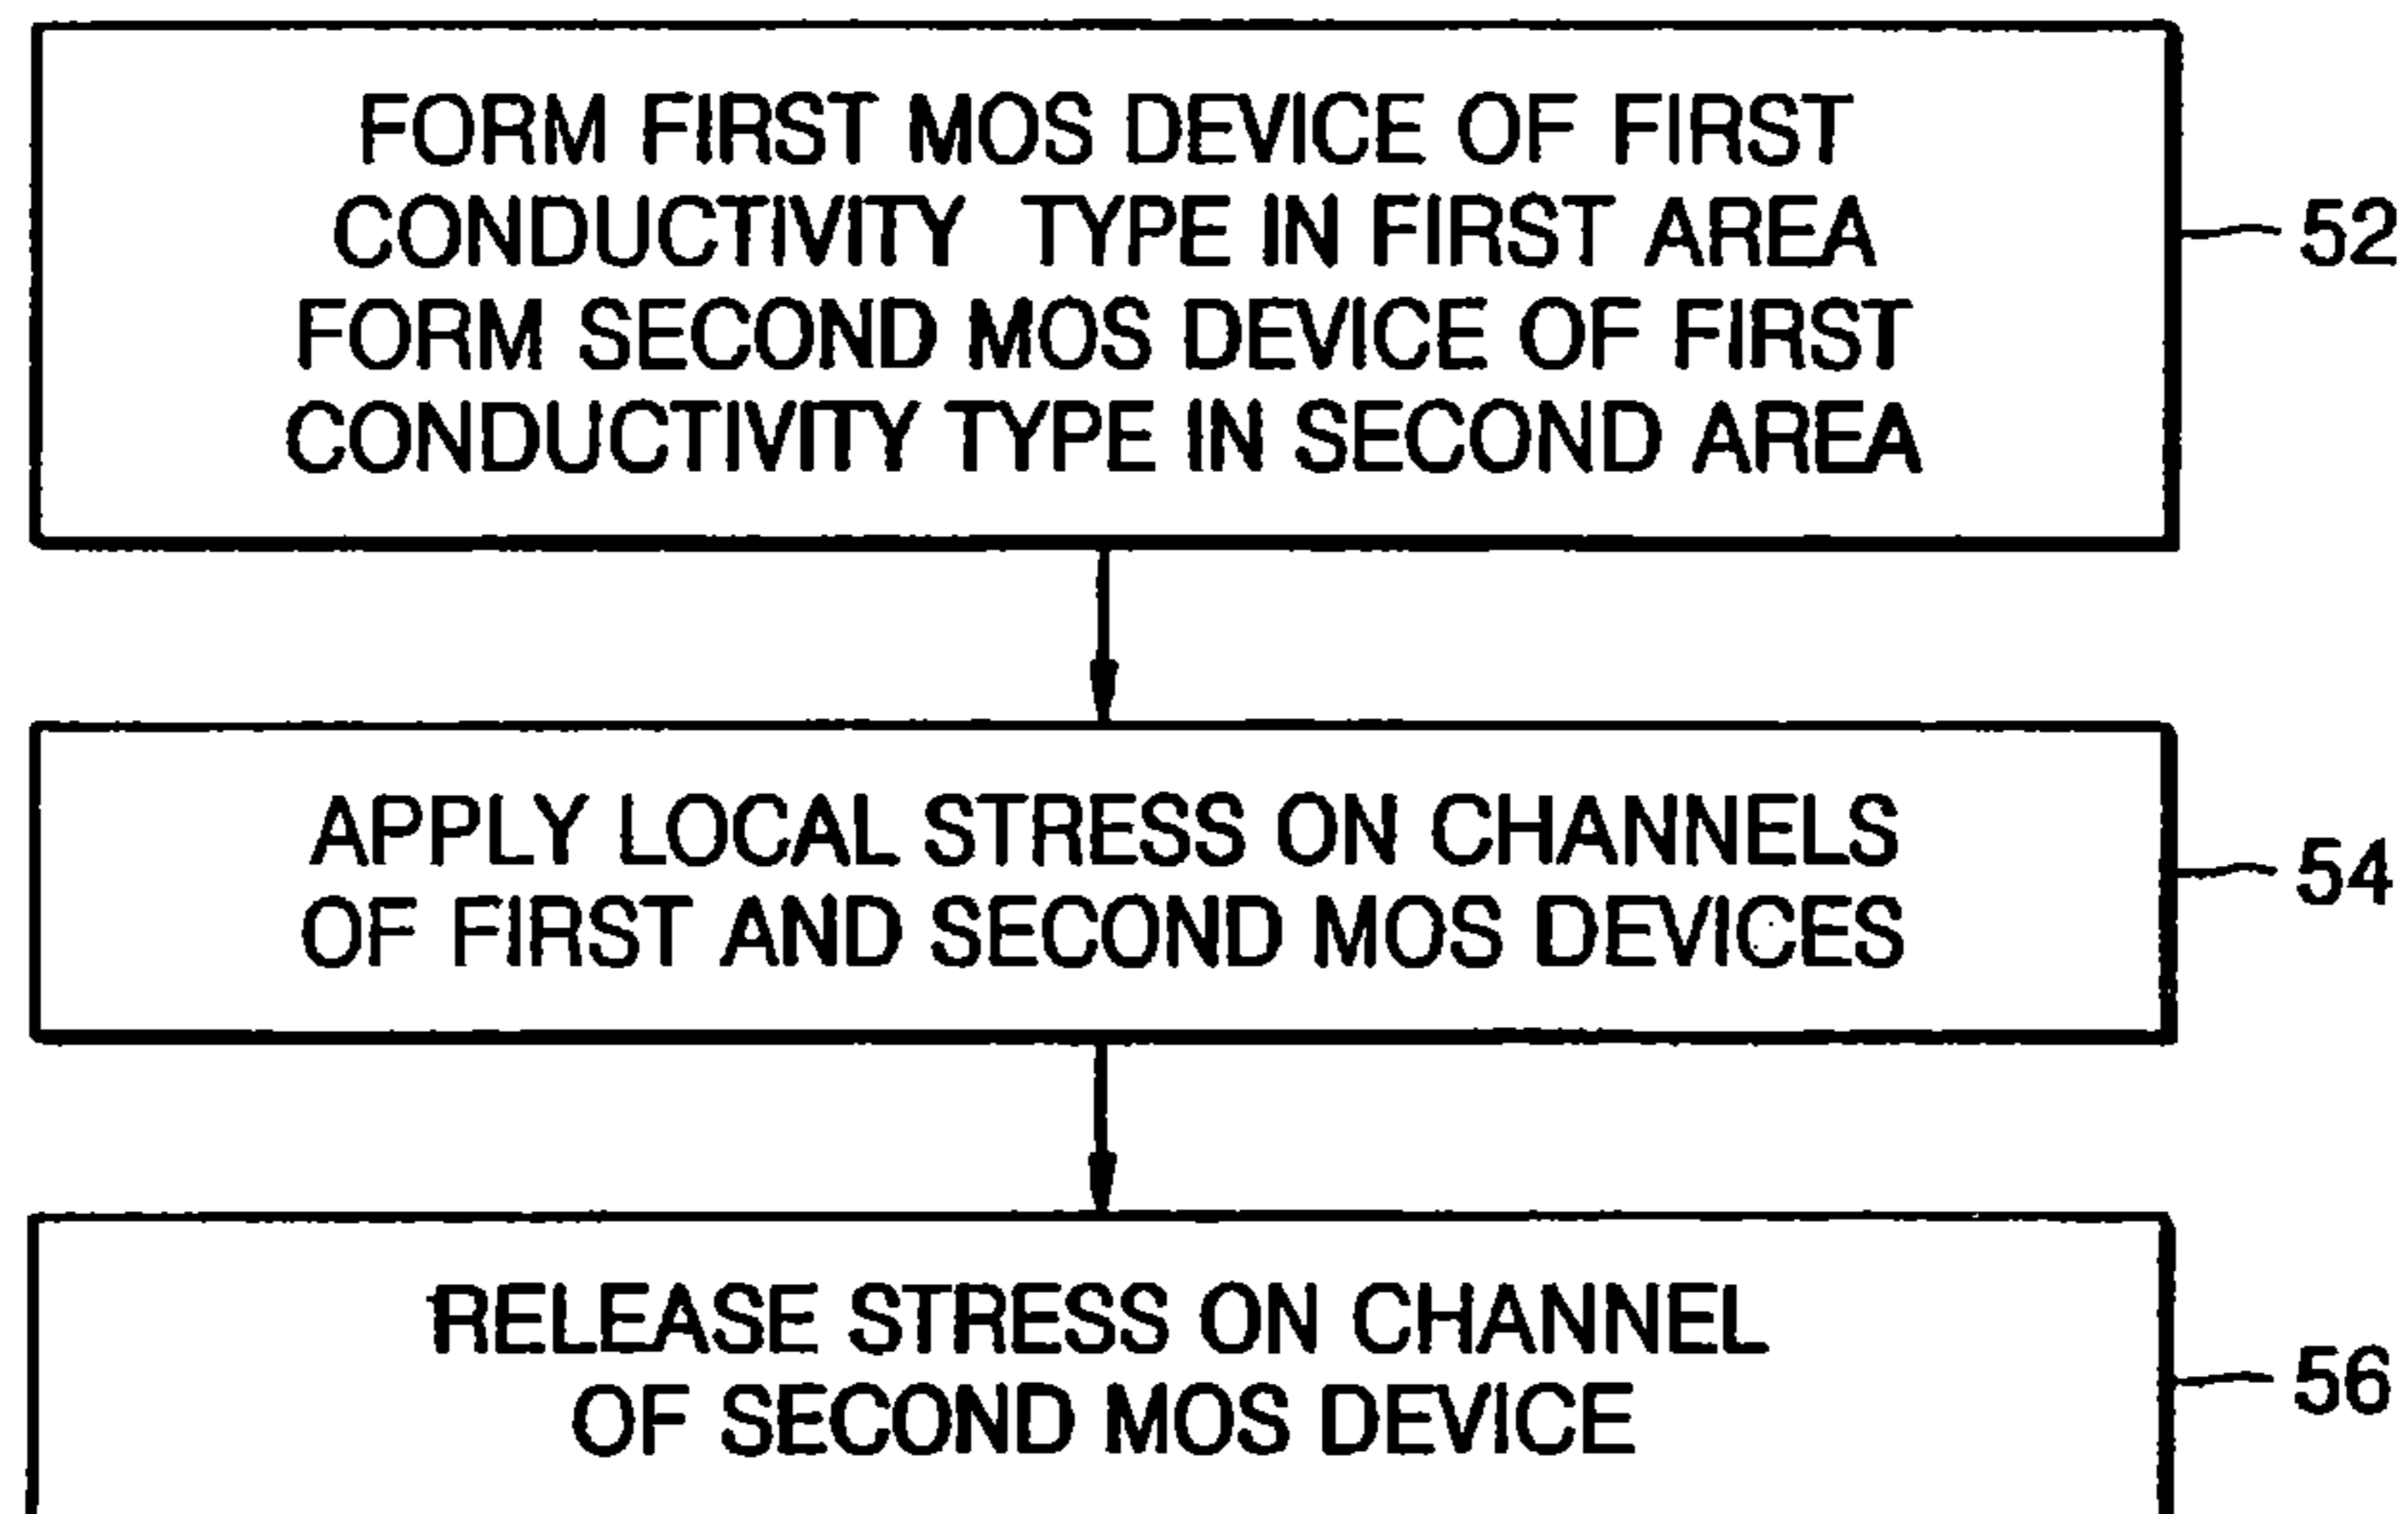 FORM FIRST MOS DEVICE OF FIRST
CONDUCTIVITY TYPE IN FIRST AREA
FORM SECOND MOS DEVICE OF FIRST
CONDUCTIVITY TYPE IN SECOND AREA
52
APPLY LOCAL STRESS ON CHANNELS
OF FIRST AND SECOND MOS DEVICES
54
RELEASE STRESS ON CHANNEL
OF SECOND MOS DEVICE
56